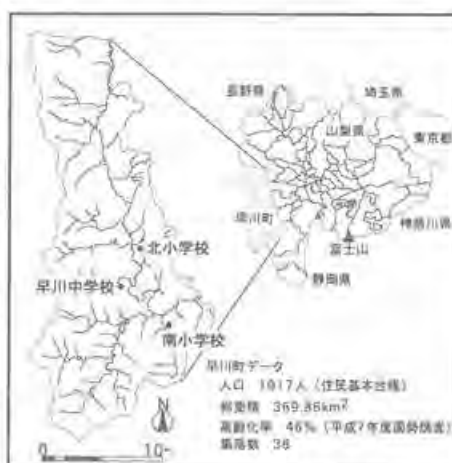 長野県
埼玉県
山梨県
東京都
早川町
神奈川県
富士山
静岡県
北小学校
早川中学校
南小学校
早川町データ
人口 1917人（住民基本台帳）
総面積 369.86km²
高齢化率 46%（平成7年度国勢調査）
集落数 36
N
0 10